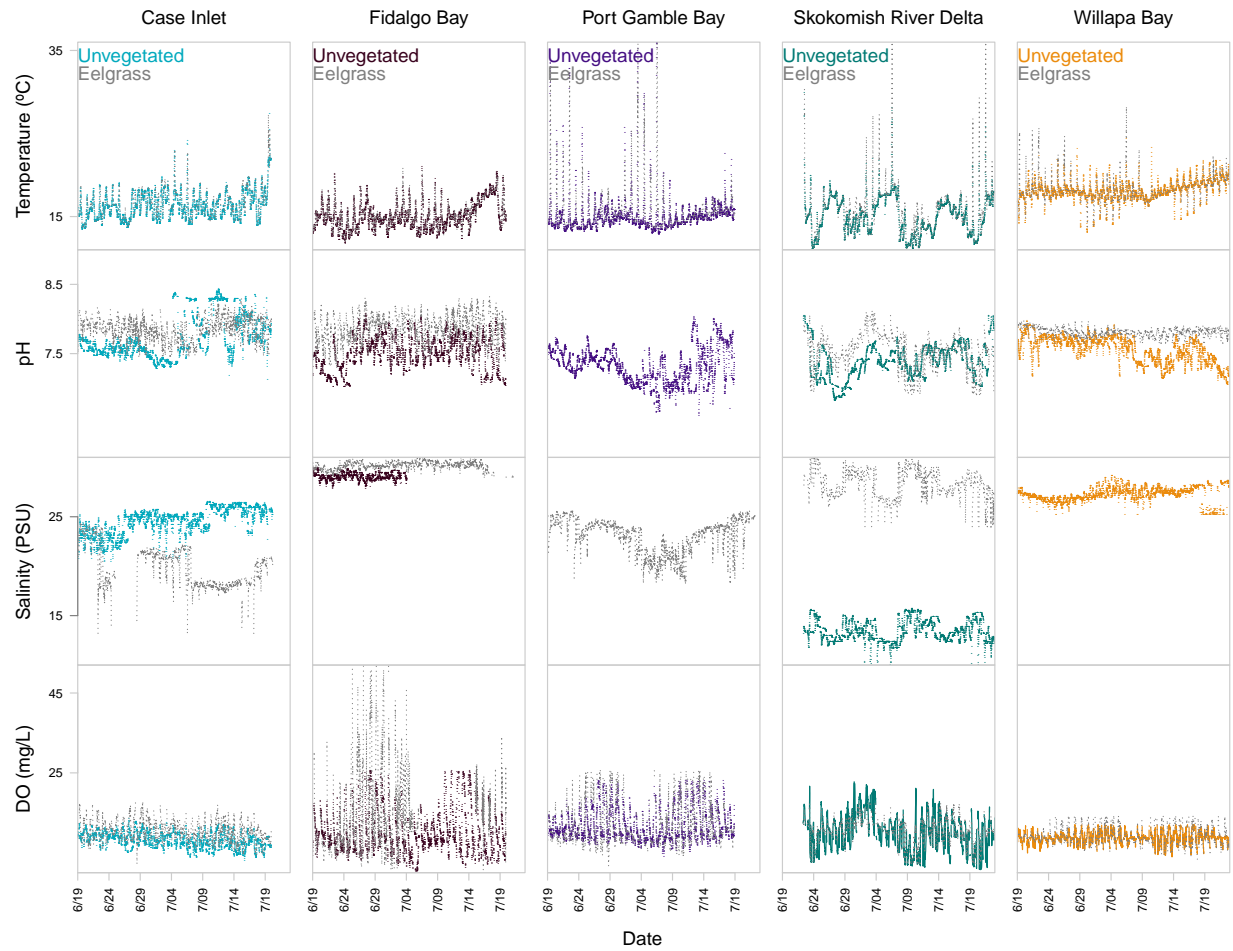 Case Inlet
Fidalgo Bay
Port Gamble Bay
Skokomish River Delta
Willapa Bay
Temperature (ºC)
35
15
Unvegetated
Eelgrass
Unvegetated
Eelgrass
Unvegetated
Eelgrass
Unvegetated
Eelgrass
Unvegetated
Eelgrass
pH
8.5
7.5
Salinity (PSU)
25
15
DO (mg/L)
45
25
6/19 6/24 6/29 7/04 7/09 7/14 7/19
6/19 6/24 6/29 7/04 7/09 7/14 7/19
6/19 6/24 6/29 7/04 7/09 7/14 7/19
6/24 6/29 7/04 7/09 7/14 7/19
6/19 6/24 6/29 7/04 7/09 7/14 7/19
Date